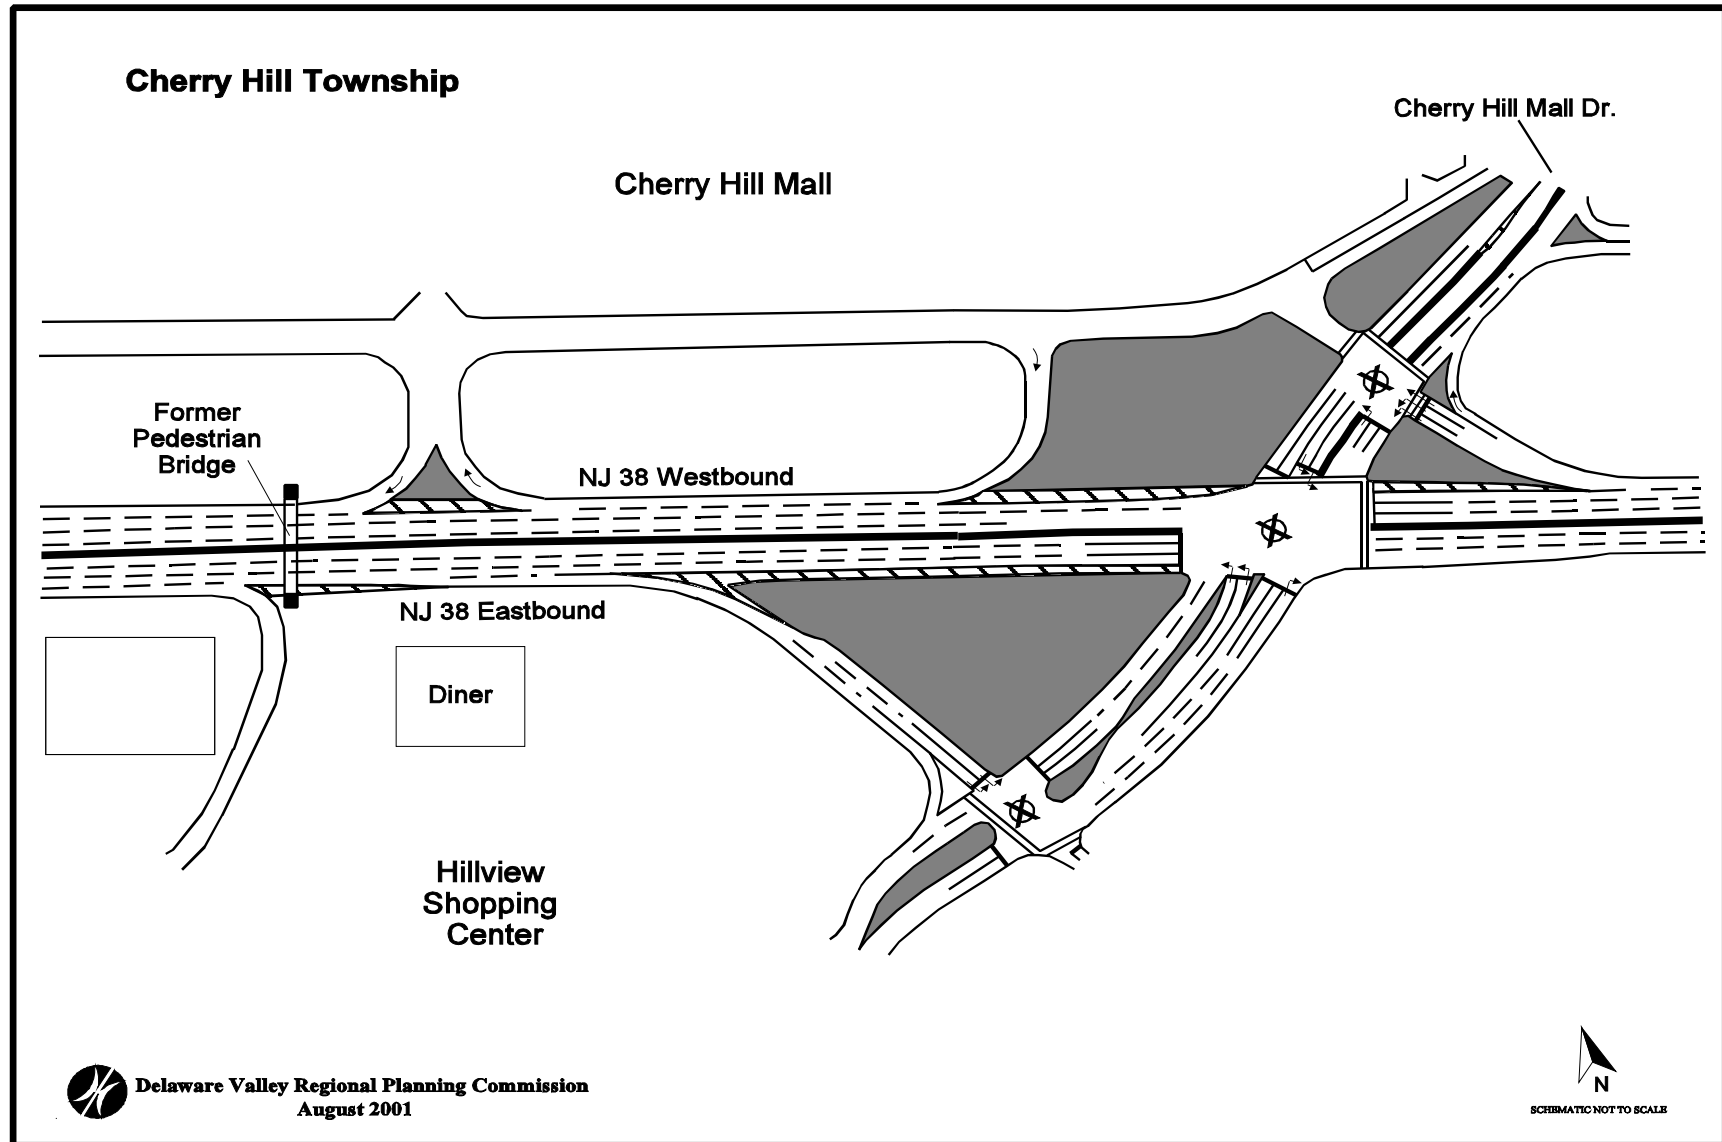 Cherry Hill Township
Cherry Hill Mall Dr.
Cherry Hill Mall
Former
Pedestrian
Bridge
NJ 38 Westbound
NJ 38 Eastbound
Diner
Hillview
Shopping
Center
Delaware Valley Regional Planning Commission
August 2001
N
SCHEMATIC NOT TO SCALE